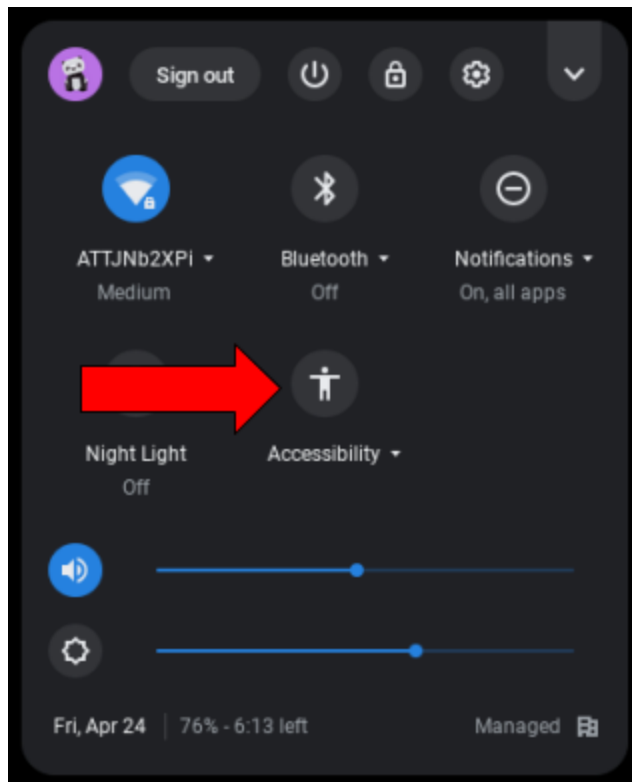 Sign out
ATTJNb2XPi Bluetooth Notifications
Medium Off On, all apps
Night Light Accessibility
Off
Fri, Apr 24 76% - 6:13 left Managed